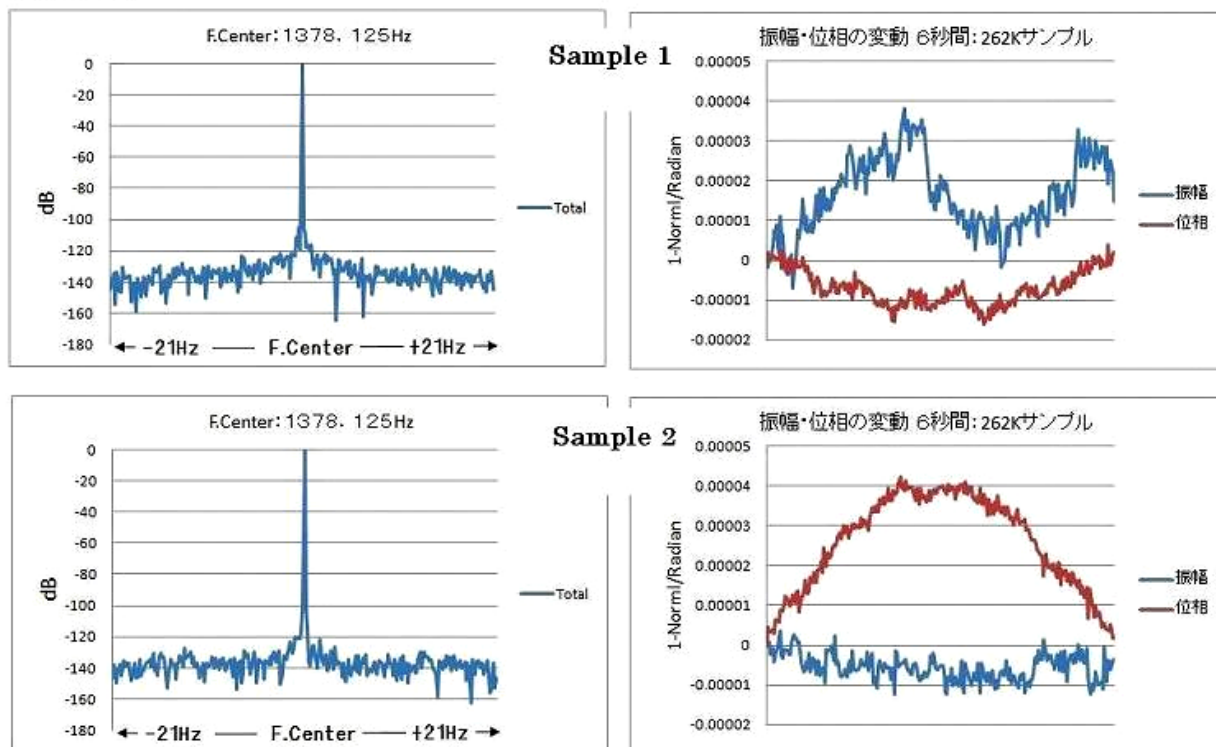 F.Center:1378. 125Hz
0
-20
-40
-60
-80
-100
-120
-140
-160
-180
dB
Total
← -21Hz — F.Center — +21Hz →
Sample 1
振幅・位相の変動 6秒間:262Kサンプル
0.00005
0.00004
0.00003
0.00002
0.00001
0
-0.00001
-0.00002
1-Norml/Radian
振幅
位相
F.Center:1378. 125Hz
0
-20
-40
-60
-80
-100
-120
-140
-160
-180
dB
Total
← -21Hz — F.Center — +21Hz →
Sample 2
振幅・位相の変動 6秒間:262Kサンプル
0.00005
0.00004
0.00003
0.00002
0.00001
0
-0.00001
-0.00002
1-Norml/Radian
振幅
位相